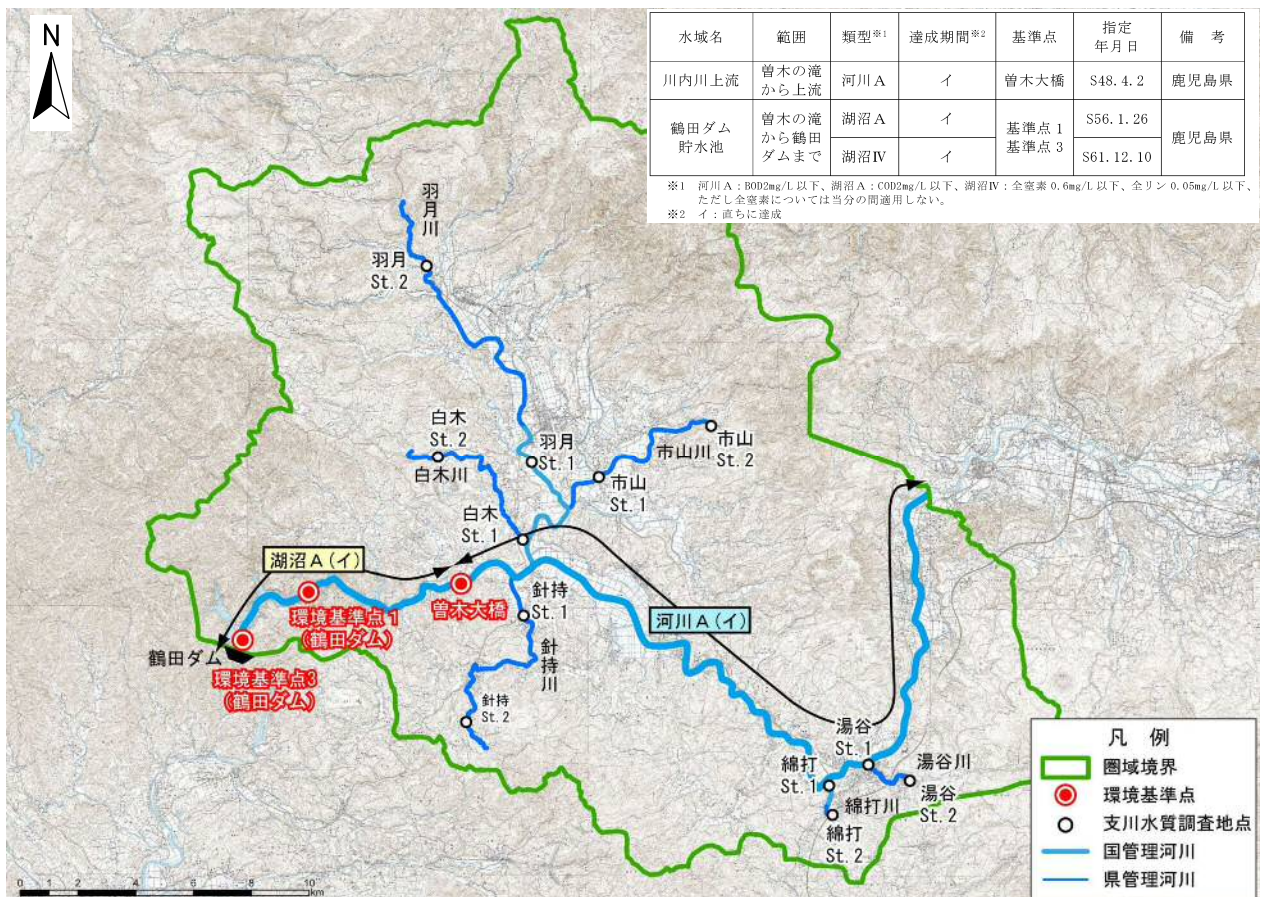 N
水域名 範囲 類型※1 達成期間※2 基準点 指定年月日 備 考
川内川上流 曽木の滝から上流 河川A イ 曽木大橋 S48.4.2 鹿児島県
鶴田ダム貯水池 曽木の滝から鶴田ダムまで 湖沼A イ 基準点1 基準点3 S56.1.26 鹿児島県
湖沼Ⅳ イ S61.12.10
※1 河川A:BOD2mg/L以下、湖沼A:COD2mg/L以下、湖沼Ⅳ:全窒素0.6mg/L以下、全リン0.05mg/L以下、
ただし全窒素については当分の間適用しない。
※2 イ:直ちに達成
羽月川
羽月
St.2
白木
St.2
白木川
羽月
St.1
市山川
市山
St.2
市山
St.1
白木
St.1
湖沼A(イ)
環境基準点1
(鶴田ダム)
曽木大橋
針持
St.1
針持川
河川A(イ)
鶴田ダム
環境基準点3
(鶴田ダム)
針持
St.2
湯谷
St.1
湯谷川
湯谷
St.2
綿打
St.1
綿打川
綿打
St.2
凡 例
圏域境界
環境基準点
支川水質調査地点
国管理河川
県管理河川
0 1 2 4 6 8 10
km